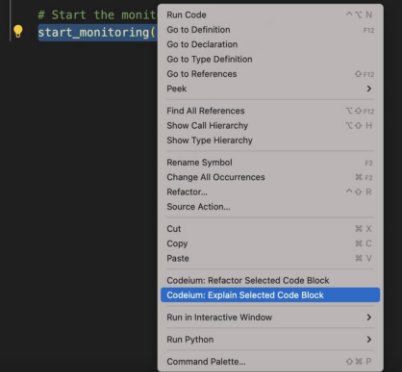 # Start the monit
start_monitoring(
Run Code ⌃⌥N
Go to Definition F12
Go to Declaration
Go to Type Definition
Go to References ⇧F12
Peek
Find All References ⌥⇧F12
Show Call Hierarchy ⌥⇧H
Show Type Hierarchy
Rename Symbol F2
Change All Occurrences ⌘F2
Refactor... ⌃⇧R
Source Action...
Cut ⌘X
Copy ⌘C
Paste ⌘V
Codeium: Refactor Selected Code Block
Codeium: Explain Selected Code Block
Run in Interactive Window
Run Python
Command Palette... ⇧⌘P